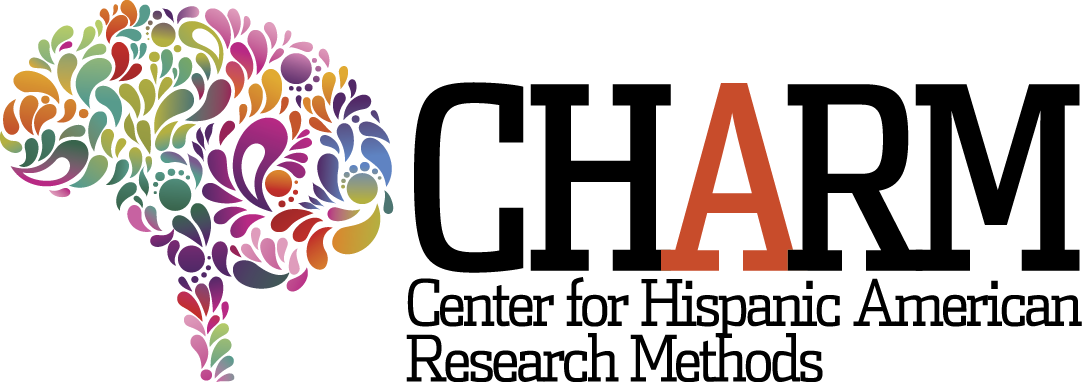 CHARM
Center for Hispanic American
Research Methods